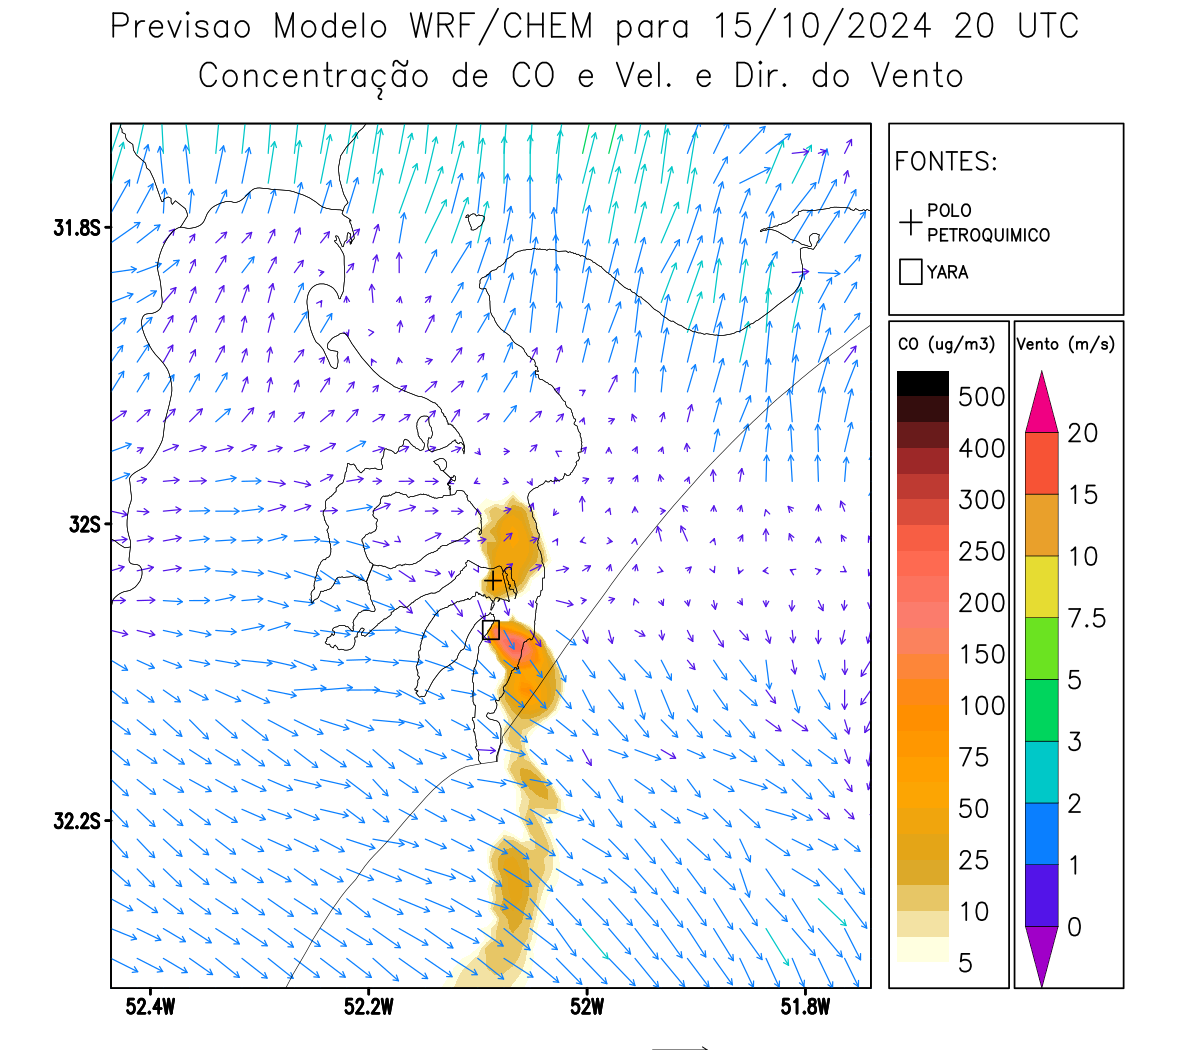 Previsao Modelo WRF/CHEM para 15/10/2024 20 UTC
Concentração de CO e Vel. e Dir. do Vento
FONTES:
POLO
PETROQUIMICO
YARA
CO (ug/m3)
500
400
300
250
200
150
100
75
50
25
10
5
Vento (m/s)
20
15
10
7.5
5
3
2
1
0
31.8S
32S
32.2S
52.4W
52.2W
52W
51.8W